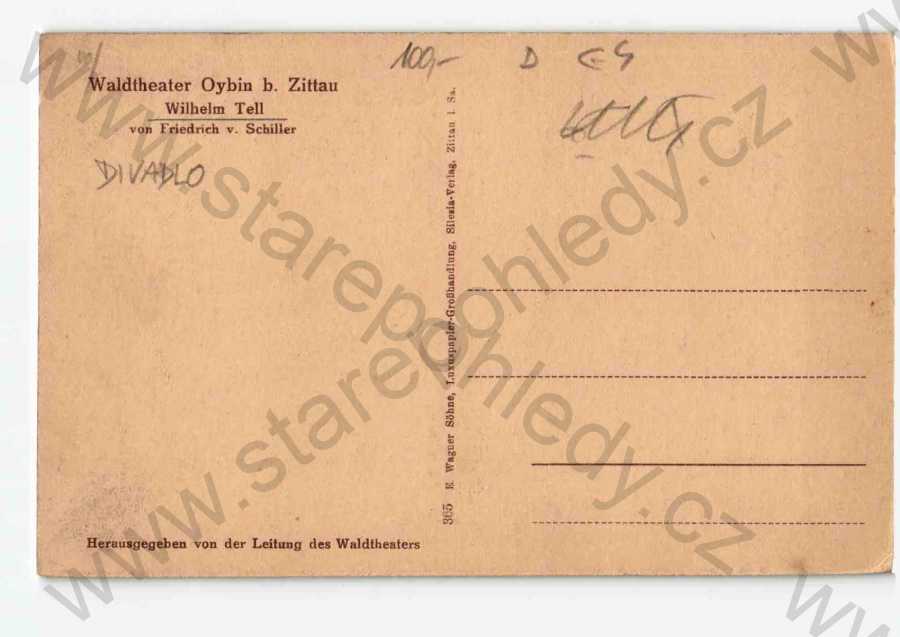 100,- D
Waldtheater Oybin b. Zittau
Wilhelm Tell
von Friedrich v. Schiller
DIVADLO
365 E. Wagner Söhne, Luxuspapier-Großhandlung, Silesia-Verlag, Zittau i. Sa.
Herausgegeben von der Leitung des Waldtheaters
www.starepohledy.cz
www.starepohledy.cz